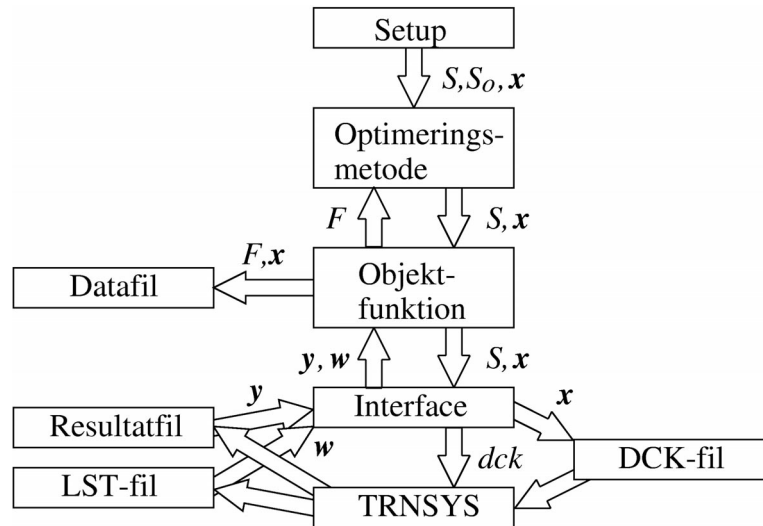 Setup
S,So, x
Optimerings-
metode
F
S, x
F,x
Datafil
Objekt-
funktion
y, w
S, x
y
Interface
x
Resultatfil
w
LST-fil
dck
DCK-fil
TRNSYS